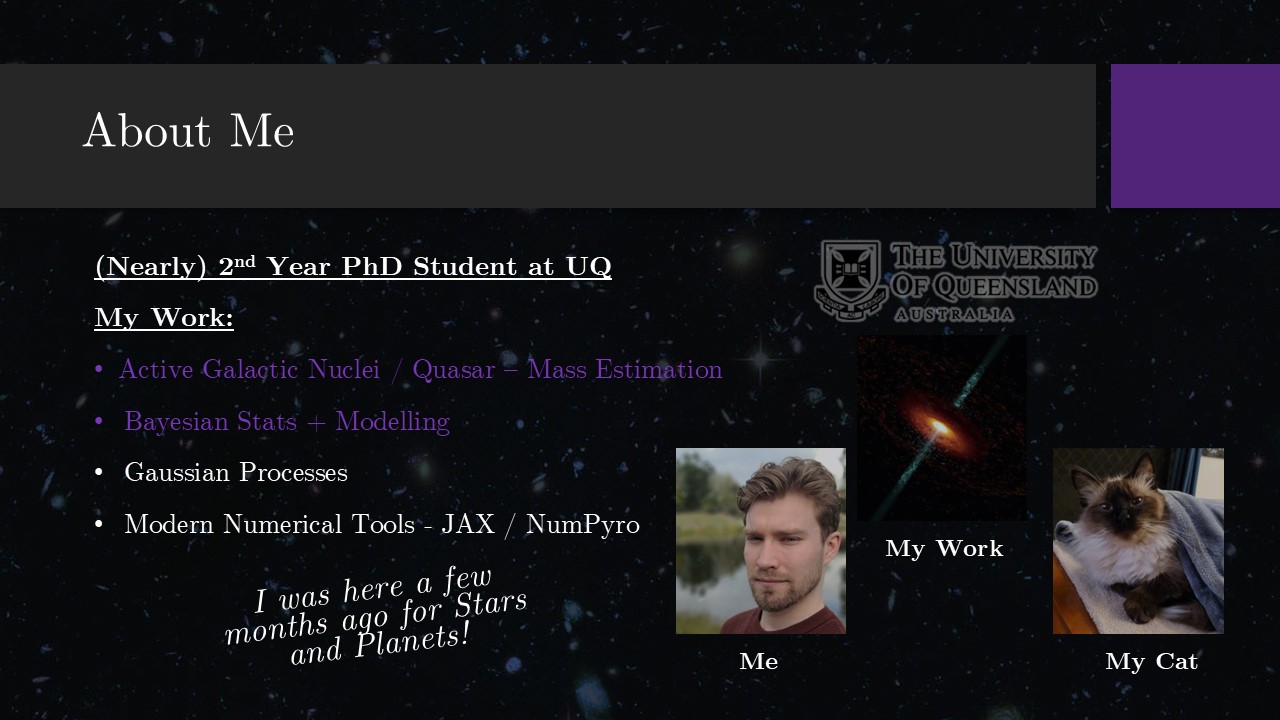 About Me
(Nearly) 2nd Year PhD Student at UQ
My Work:
• Active Galactic Nuclei / Quasar – Mass Estimation
• Bayesian Stats + Modelling
• Gaussian Processes
• Modern Numerical Tools - JAX / NumPyro
I was here a few
months ago for Stars
and Planets!
THE UNIVERSITY
OF QUEENSLAND
AUSTRALIA
My Work
Me
My Cat